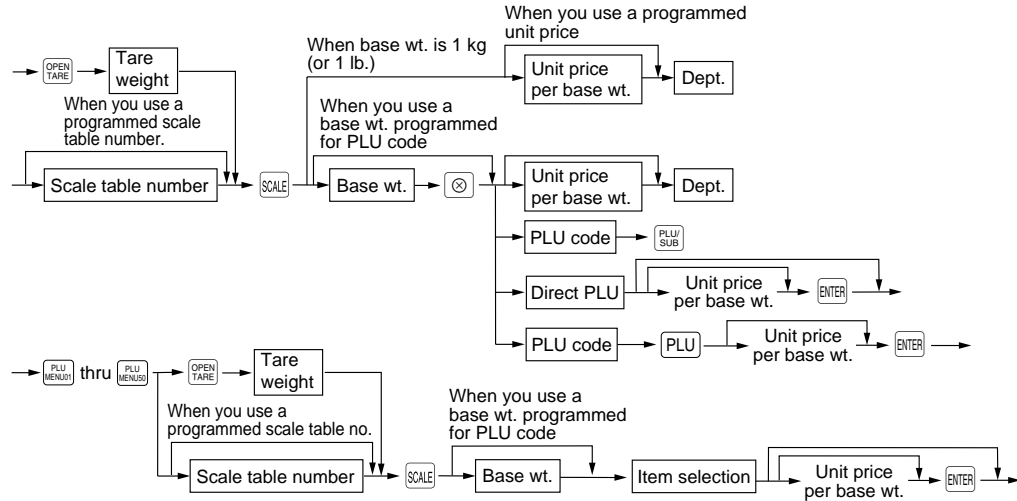 When you use a programmed
unit price
When base wt. is 1 kg
(or 1 lb.)
OPEN
TARE
Tare
weight
Unit price
per base wt.
Dept.
When you use a
programmed scale
table number.
When you use a
base wt. programmed
for PLU code
Scale table number
SCALE
Base wt.
⊗
Unit price
per base wt.
Dept.
PLU code
PLU/
SUB
Direct PLU
Unit price
per base wt.
ENTER
PLU code
PLU
Unit price
per base wt.
ENTER
PLU
MENU01
thru
PLU
MENU50
OPEN
TARE
Tare
weight
When you use a
programmed scale table no.
When you use a
base wt. programmed
for PLU code
Scale table number
SCALE
Base wt.
Item selection
Unit price
per base wt.
ENTER